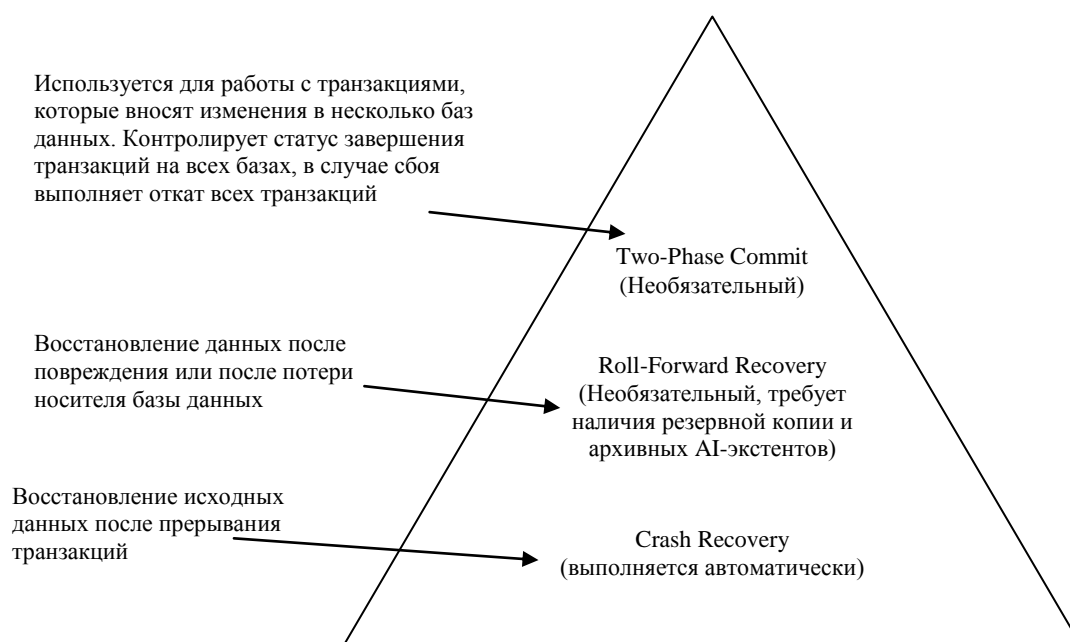 Используется для работы с транзакциями,
которые вносят изменения в несколько баз
данных. Контролирует статус завершения
транзакций на всех базах, в случае сбоя
выполняет откат всех транзакций
Two-Phase Commit
(Необязательный)
Восстановление данных после
повреждения или после потери
носителя базы данных
Roll-Forward Recovery
(Необязательный, требует
наличия резервной копии и
архивных AI-экстентов)
Восстановление исходных
данных после прерывания
транзакций
Crash Recovery
(выполняется автоматически)